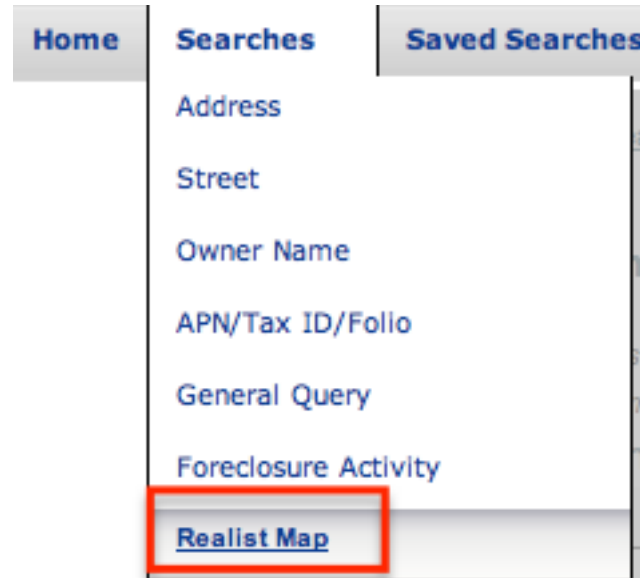 Home Searches Saved Searches
Address
Street
Owner Name
APN/Tax ID/Folio
General Query
Foreclosure Activity
Realist Map